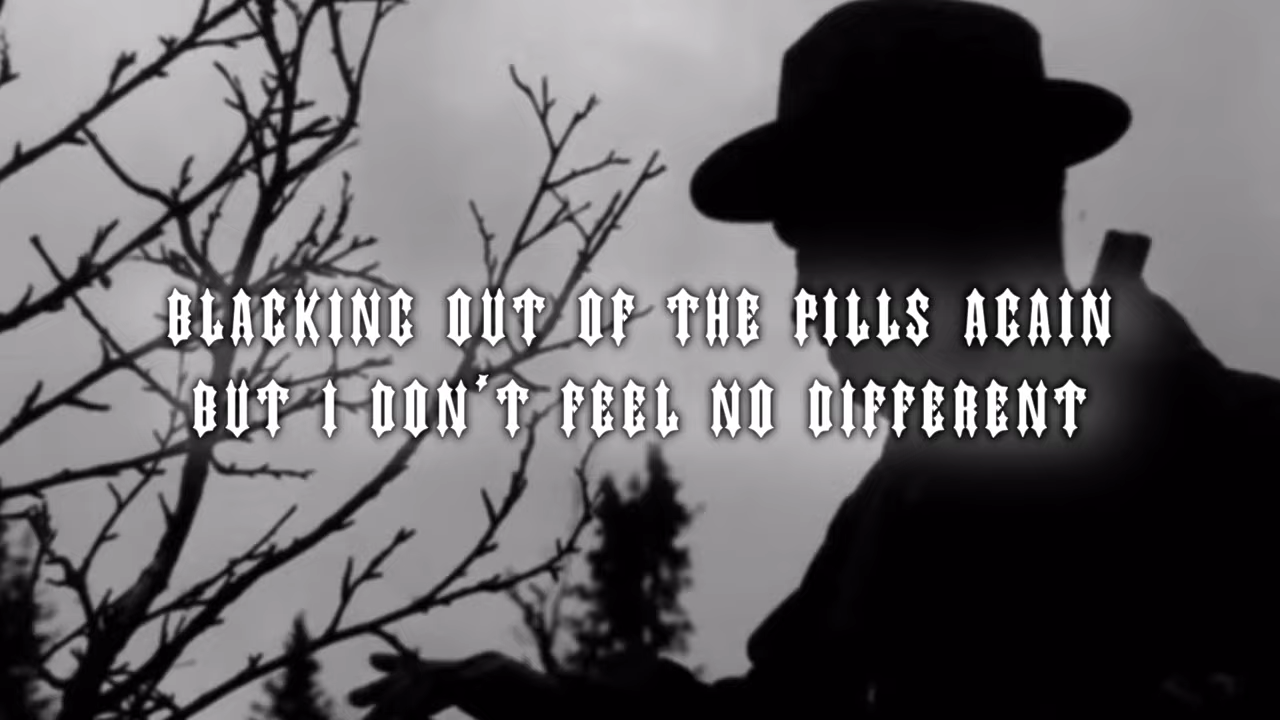 BLACKING OUT OF THE PILLS AGAIN
BUT I DON'T FEEL NO DIFFERENT